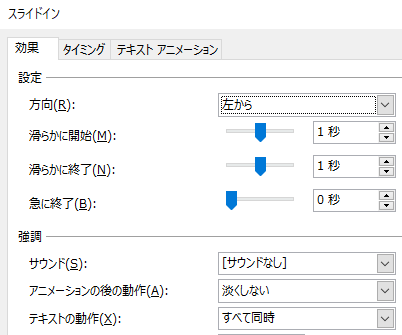 スライドイン
効果 タイミング テキスト アニメーション
設定
方向(R): 左から
滑らかに開始(M): 1 秒
滑らかに終了(N): 1 秒
急に終了(B): 0 秒
強調
サウンド(S): [サウンドなし]
アニメーションの後の動作(A): 淡くしない
テキストの動作(X): すべて同時